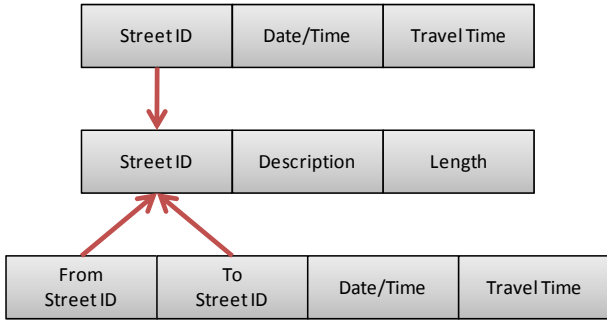 Street ID Date/Time Travel Time
Street ID Description Length
From To
Street ID Street ID Date/Time Travel Time